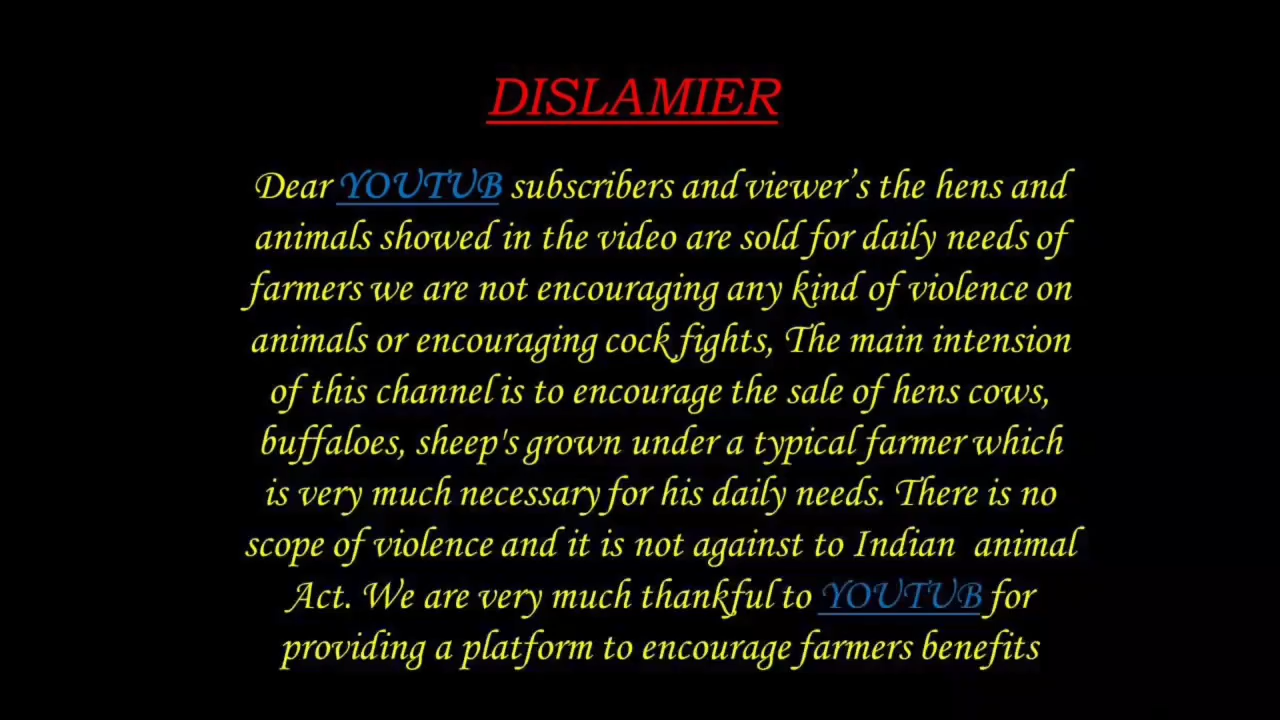 DISLAMIER
Dear YOUTUB subscribers and viewer’s the hens and
animals showed in the video are sold for daily needs of
farmers we are not encouraging any kind of violence on
animals or encouraging cock fights, The main intension
of this channel is to encourage the sale of hens cows,
buffaloes, sheep's grown under a typical farmer which
is very much necessary for his daily needs. There is no
scope of violence and it is not against to Indian animal
Act. We are very much thankful to YOUTUB for
providing a platform to encourage farmers benefits